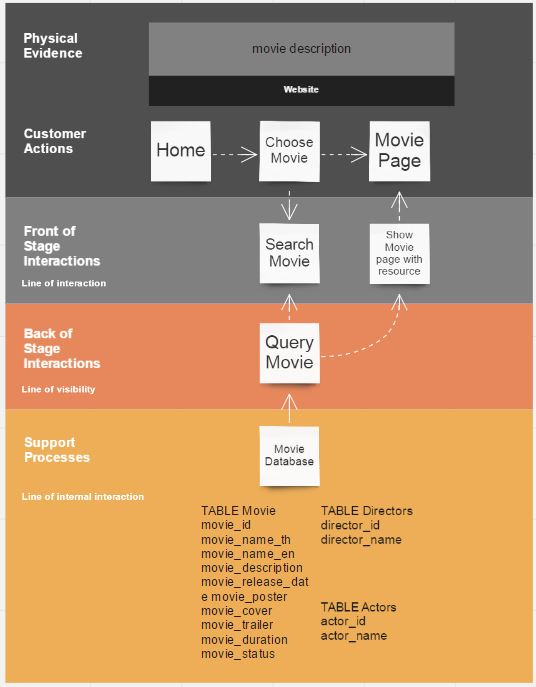 Physical
Evidence
movie description
Website
Customer
Actions
Home
Choose
Movie
Movie
Page
Front of
Stage
Interactions
Line of interaction
Search
Movie
Show
Movie
page with
resource
Back of
Stage
Interactions
Line of visibility
Query
Movie
Support
Processes
Line of internal interaction
Movie
Database
TABLE Movie
movie_id
movie_name_th
movie_name_en
movie_description
movie_release_dat
e movie_poster
movie_cover
movie_trailer
movie_duration
movie_status
TABLE Directors
director_id
director_name
TABLE Actors
actor_id
actor_name